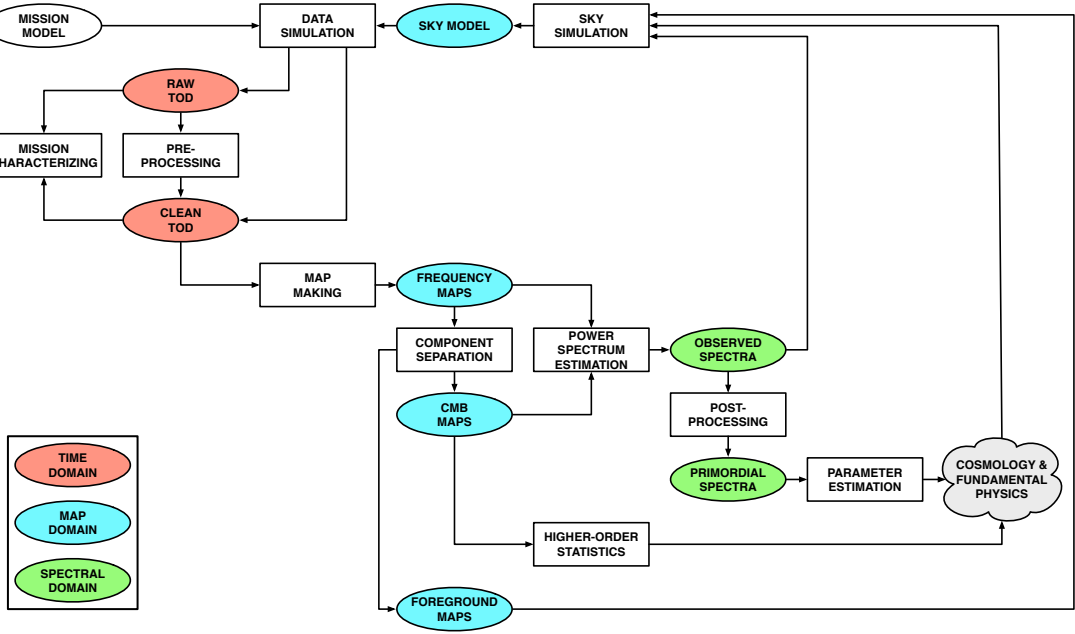 MISSION
MODEL
DATA
SIMULATION
SKY MODEL
SKY
SIMULATION
RAW
TOD
MISSION
HARACTERIZING
PRE-
PROCESSING
CLEAN
TOD
MAP
MAKING
FREQUENCY
MAPS
COMPONENT
SEPARATION
POWER
SPECTRUM
ESTIMATION
OBSERVED
SPECTRA
CMB
MAPS
POST-
PROCESSING
TIME
DOMAIN
PRIMORDIAL
SPECTRA
PARAMETER
ESTIMATION
COSMOLOGY &
FUNDAMENTAL
PHYSICS
MAP
DOMAIN
HIGHER-ORDER
STATISTICS
SPECTRAL
DOMAIN
FOREGROUND
MAPS